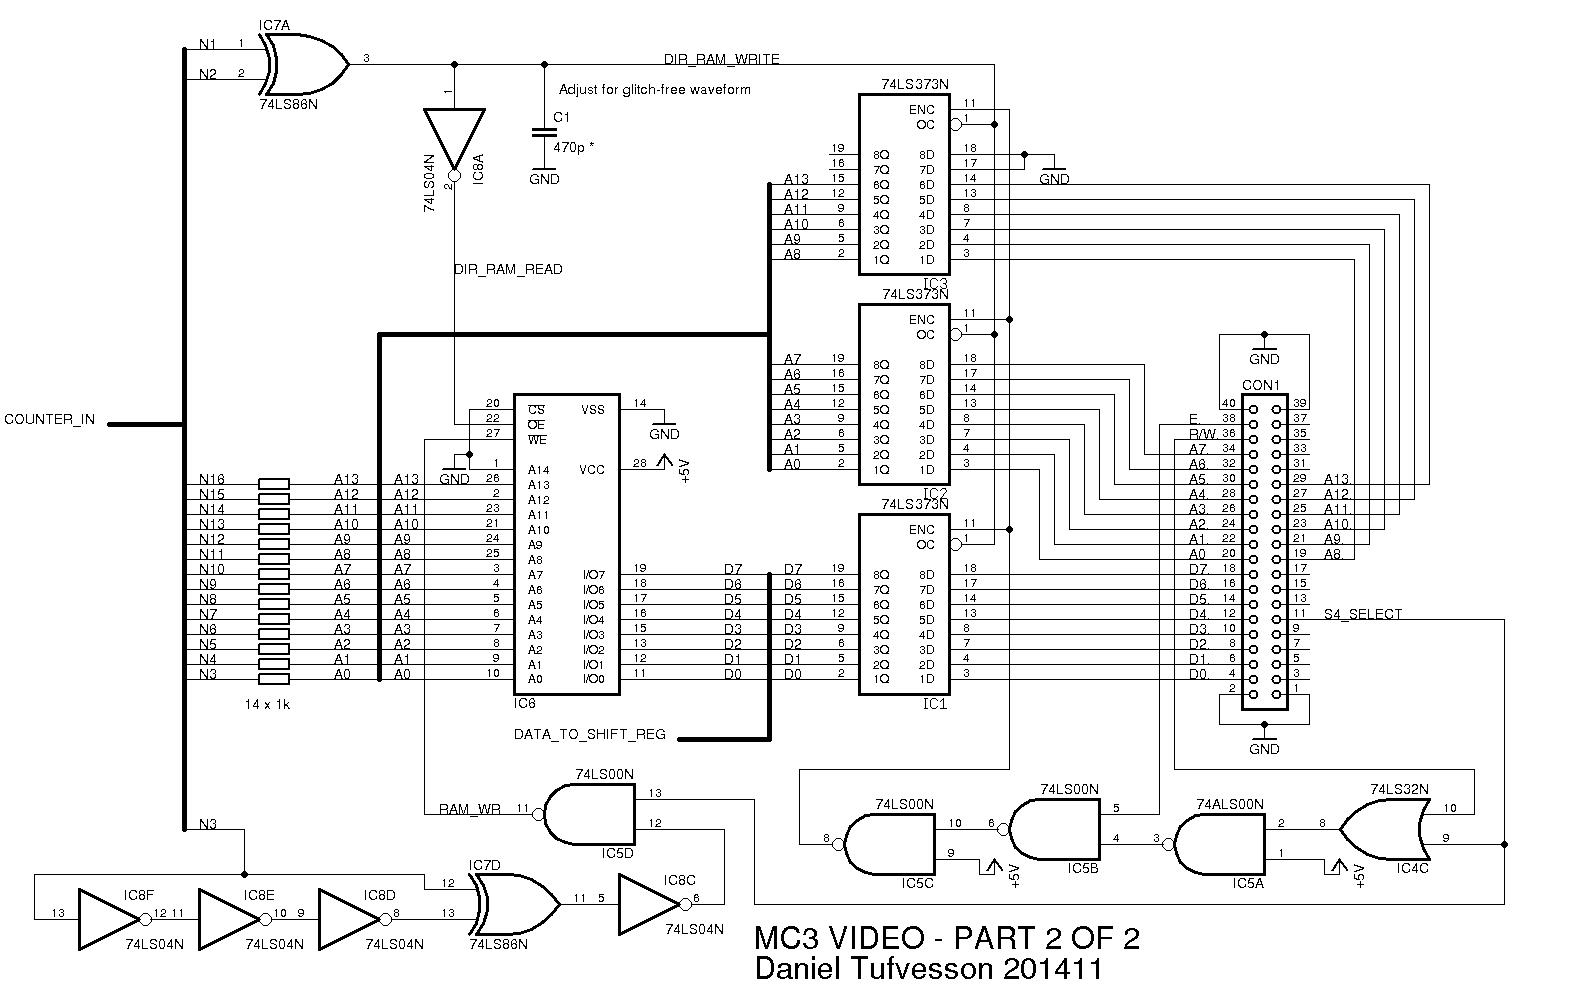 IC7A
N1 1
N2 2
3
74LS86N
DIR_RAM_WRITE
Adjust for glitch-free waveform
1
74LS04N
IC8A
2
C1
470p *
GND
DIR_RAM_READ
74LS373N
ENC 11
OC 1
19 8Q 8D 18
16 7Q 7D 17
GND
A13 15 6Q 6D 14
A12 12 5Q 5D 13
A11 9 4Q 4D 8
A10 6 3Q 3D 7
A9 5 2Q 2D 4
A8 2 1Q 1D 3
IC3
74LS373N
ENC 11
OC 1
A7 19 8Q 8D 18
A6 16 7Q 7D 17
A5 15 6Q 6D 14
A4 12 5Q 5D 13
A3 9 4Q 4D 8
A2 6 3Q 3D 7
A1 5 2Q 2D 4
A0 2 1Q 1D 3
IC2
74LS373N
ENC 11
OC 1
D7 D7 19 8Q 8D 18
D6 D6 16 7Q 7D 17
D5 D5 15 6Q 6D 14
D4 D4 12 5Q 5D 13
D3 D3 9 4Q 4D 8
D2 D2 6 3Q 3D 7
D1 D1 5 2Q 2D 4
D0 D0 2 1Q 1D 3
IC1
COUNTER_IN
20 CS VSS 14
22 OE
27 WE
GND
GND
1 A14 VCC 28
+5V
N16 A13 A13 26 A13
N15 A12 A12 2 A12
N14 A11 A11 23 A11
N13 A10 A10 21 A10
N12 A9 A9 24 A9
N11 A8 A8 25 A8
N10 A7 A7 3 A7 I/O7 19
N9 A6 A6 4 A6 I/O6 18
N8 A5 A5 5 A5 I/O5 17
N7 A4 A4 6 A4 I/O4 16
N6 A3 A3 7 A3 I/O3 15
N5 A2 A2 8 A2 I/O2 13
N4 A1 A1 9 A1 I/O1 12
N3 A0 A0 10 A0 I/O0 11
14 x 1k
IC6
DATA_TO_SHIFT_REG
GND
CON1
40 39
E. 38 37
R/W. 36 35
A7. 34 33
A6. 32 31
A5. 30 29 A13.
A4. 28 27 A12.
A3. 26 25 A11.
A2. 24 23 A10.
A1. 22 21 A9.
A0. 20 19 A8.
D7. 18 17
D6. 16 15
D5. 14 13
D4. 12 11 S4_SELECT
D3. 10 9
D2. 8 7
D1. 6 5
D0. 4 3
2 1
GND
74LS00N
RAM_WR 11
13
12
IC5D
74LS00N
8
10
9
+5V
IC5C
74LS00N
6
5
4
IC5B
74ALS00N
3
2
1
+5V
IC5A
74LS32N
8
10
9
IC4C
N3
13
IC8F
12
74LS04N
11
IC8E
10
74LS04N
9
IC8D
8
74LS04N
IC7D
12
13
11
74LS86N
5
IC8C
6
74LS04N
MC3 VIDEO - PART 2 OF 2
Daniel Tufvesson 201411